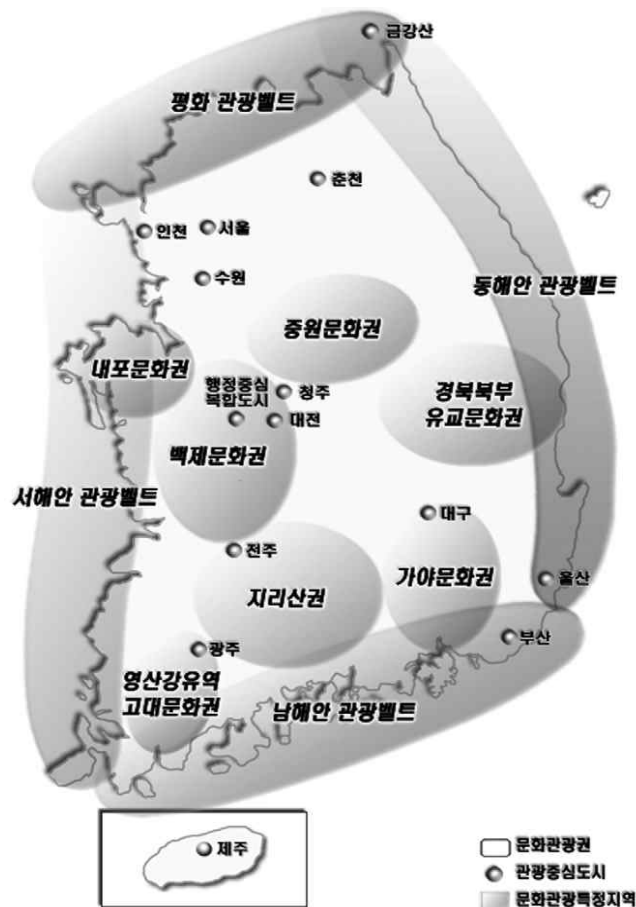 금강산
평화 관광벨트
춘천
인천
서울
수원
동해안 관광벨트
중원문화권
내포문화권
행정중심
복합도시
청주
대전
경북북부
유교문화권
백제문화권
서해안 관광벨트
대구
전주
가야문화권
울산
지리산권
부산
광주
영산강유역
고대문화권
남해안 관광벨트
제주
문화관광권
관광중심도시
문화관광특정지역